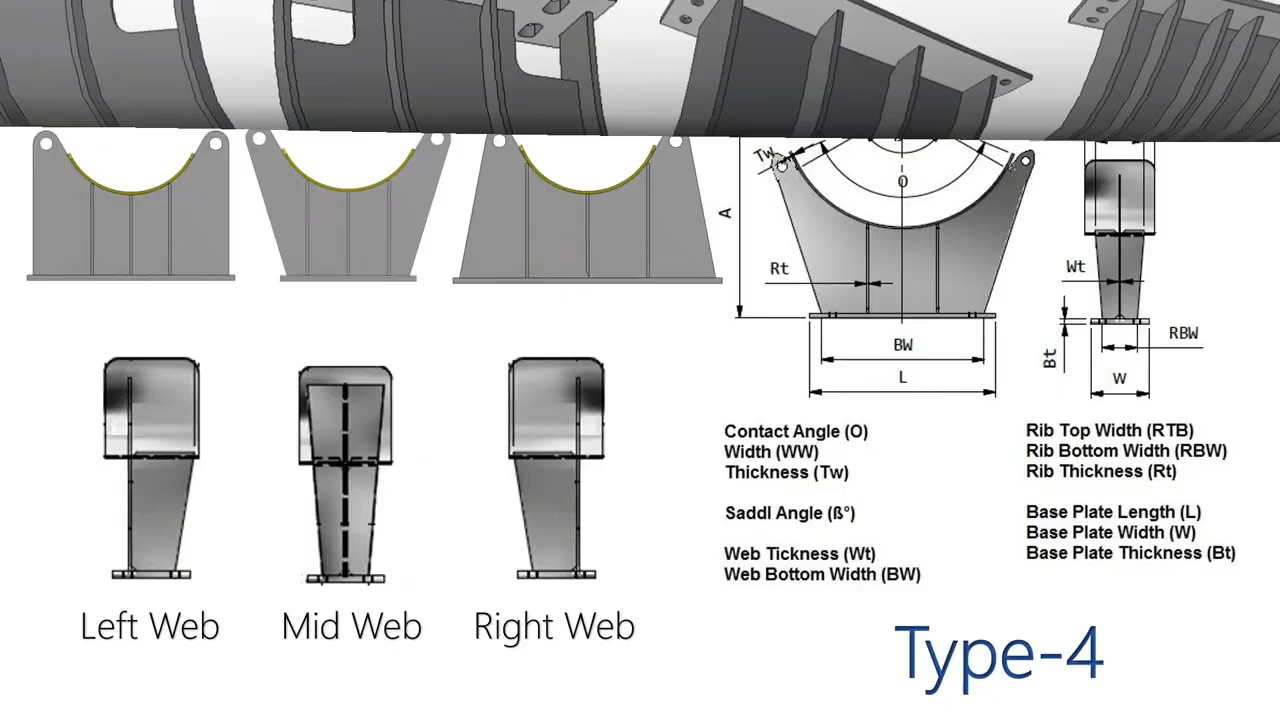 Tw
O
A
Rt
Wt
BW
L
Bt
RBW
W
Contact Angle (O)
Width (WW)
Thickness (Tw)
Saddl Angle (ß°)
Web Tickness (Wt)
Web Bottom Width (BW)
Rib Top Width (RTB)
Rib Bottom Width (RBW)
Rib Thickness (Rt)
Base Plate Length (L)
Base Plate Width (W)
Base Plate Thickness (Bt)
Left Web
Mid Web
Right Web
Type-4